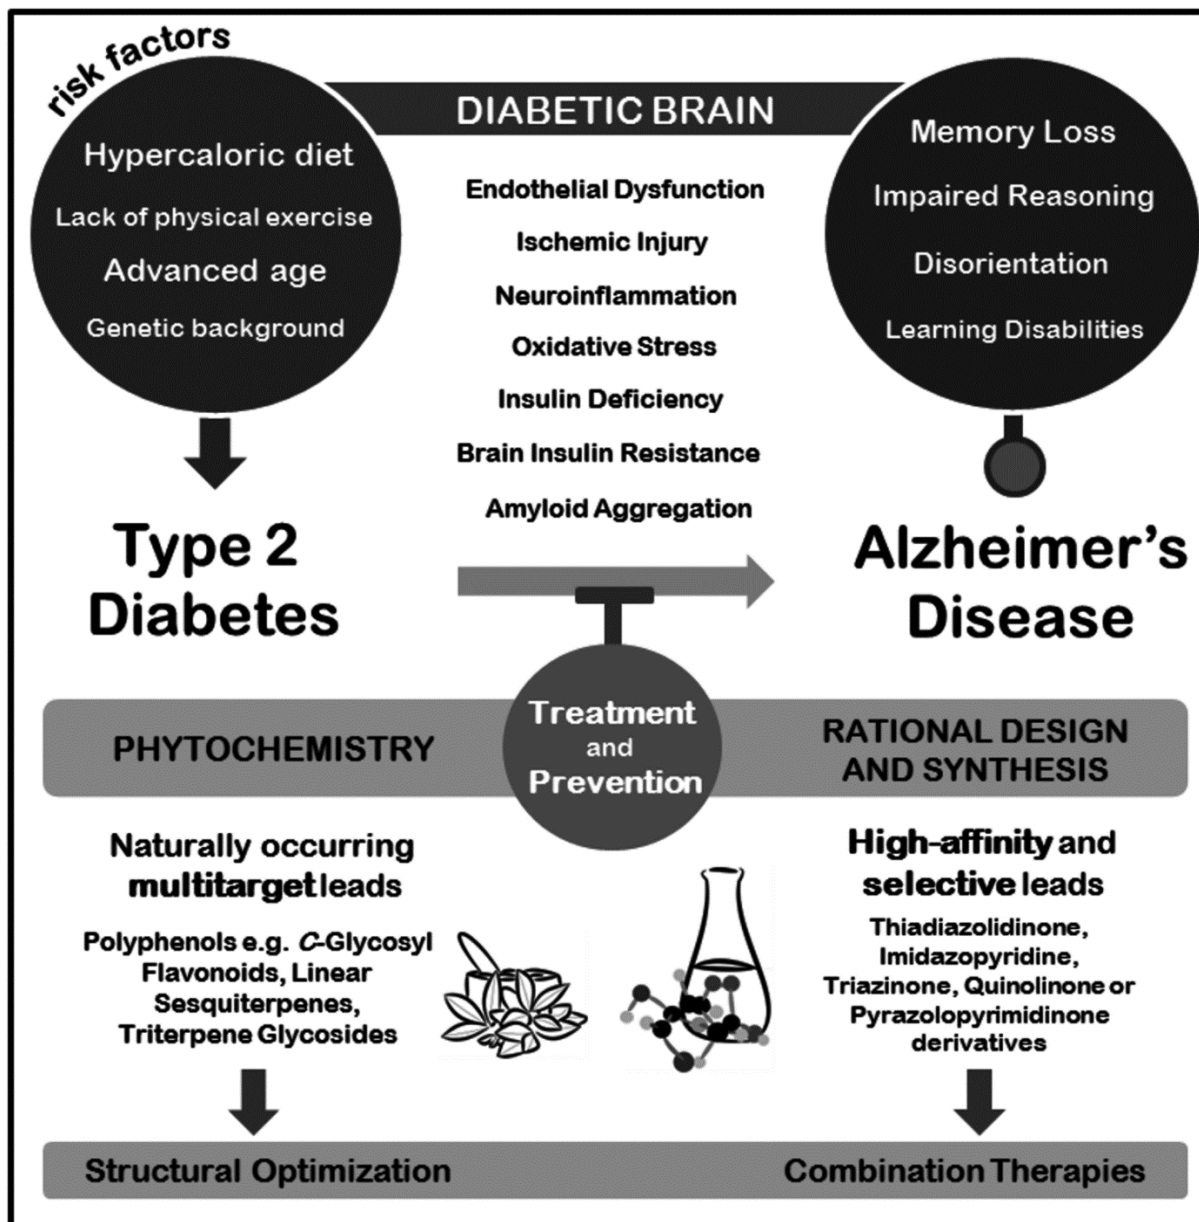 risk factors
Hypercaloric diet
Lack of physical exercise
Advanced age
Genetic background
DIABETIC BRAIN
Endothelial Dysfunction
Ischemic Injury
Neuroinflammation
Oxidative Stress
Insulin Deficiency
Brain Insulin Resistance
Amyloid Aggregation
Memory Loss
Impaired Reasoning
Disorientation
Learning Disabilities
Type 2
Diabetes
Alzheimer's
Disease
Treatment
and
Prevention
PHYTOCHEMISTRY
Naturally occurring
multitarget leads
Polyphenols e.g. C-Glycosyl
Flavonoids, Linear
Sesquiterpenes,
Triterpene Glycosides
Structural Optimization
RATIONAL DESIGN
AND SYNTHESIS
High-affinity and
selective leads
Thiadiazolidinone,
Imidazopyridine,
Triazinone, Quinolinone or
Pyrazolopyrimidinone
derivatives
Combination Therapies